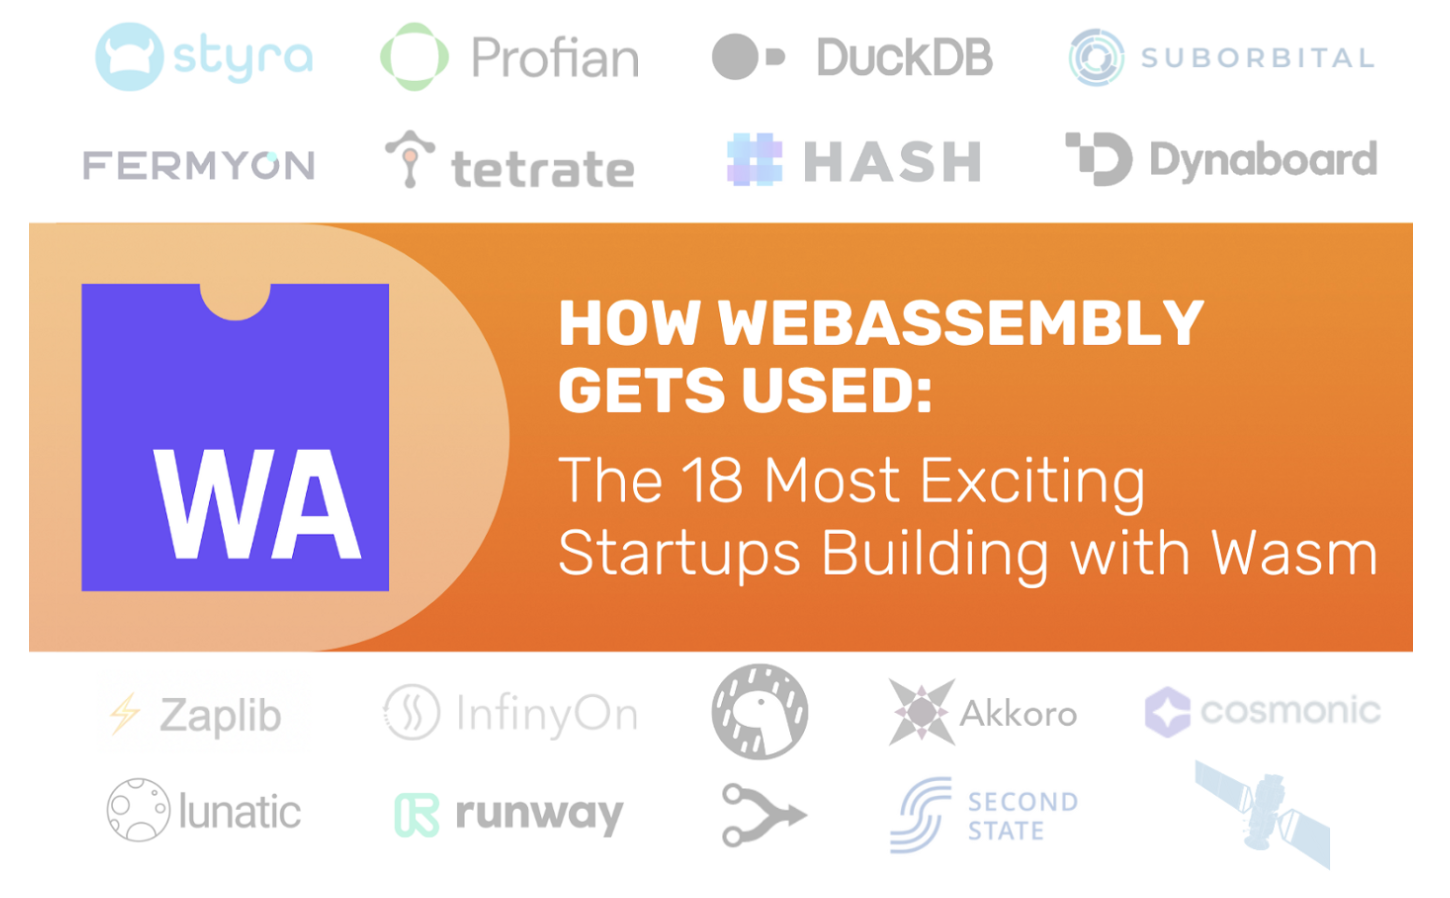 styra Profian DuckDB SUBORBITAL
FERMYON tetrate HASH Dynaboard
WA
HOW WEBASSEMBLY
GETS USED:
The 18 Most Exciting
Startups Building with Wasm
Zaplib InfinyOn Akkoro cosmonic
lunatic runway SECOND
STATE